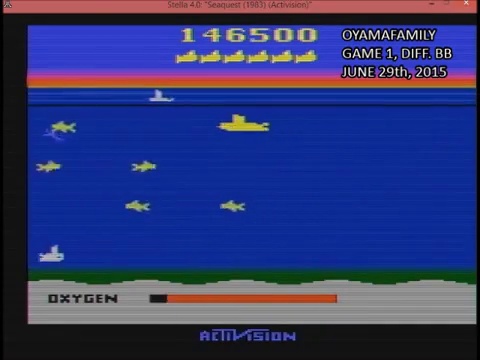 Stella 4.0: "Seaquest (1983) (Activision)"
146500
OYAMAFAMILY
GAME 1, DIFF. BB
JUNE 29th, 2015
OXYGEN
ACTIVISION